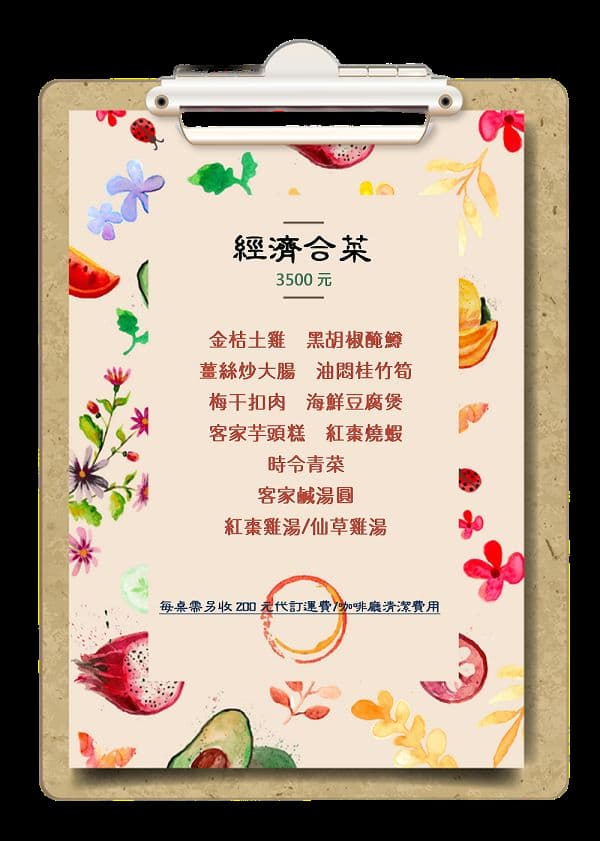 經濟合菜
3500 元
金桔土雞 黑胡椒醃鱒
薑絲炒大腸 油悶桂竹筍
梅干扣肉 海鮮豆腐煲
客家芋頭糕 紅棗燒蝦
時令青菜
客家鹹湯圓
紅棗雞湯/仙草雞湯
每桌需另收 200 元代訂運費/咖啡廳清潔費用